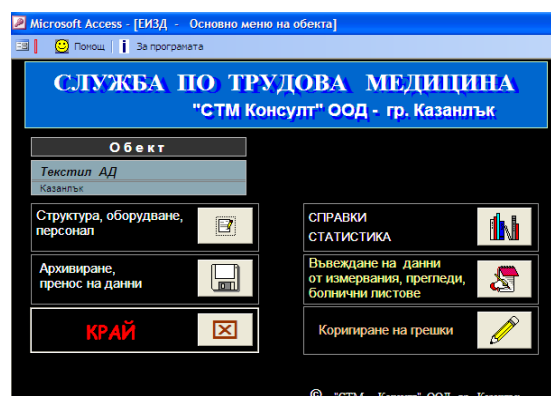 Microsoft Access - [ЕИЗД - Основно меню на обекта]
Помощ i За програмата
СЛУЖБА ПО ТРУДОВА МЕДИЦИНА
"СТМ Консулт" ООД - гр. Казанлък
Обект
Текстил АД
Казанлък
Структура, оборудване,
персонал
СПРАВКИ
СТАТИСТИКА
Архивиране,
пренос на данни
Въвеждане на данни
от измервания, прегледи,
болнични листове
КРАЙ
Коригиране на грешки